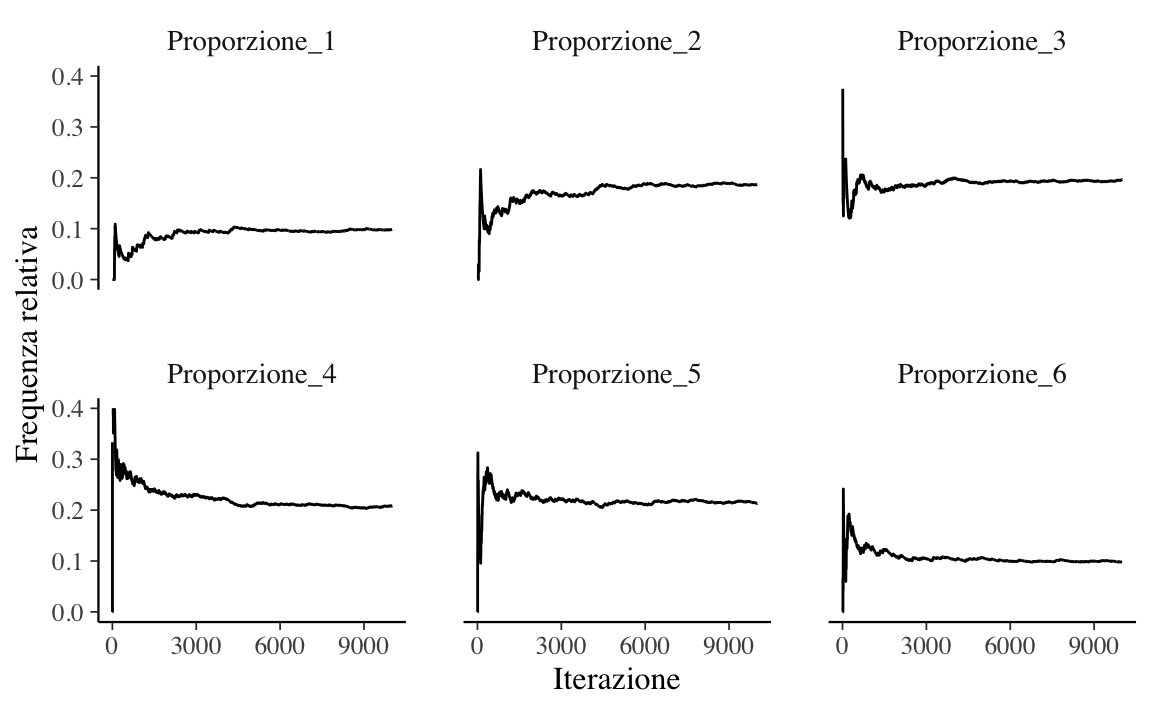 Proporzione_1 Proporzione_2 Proporzione_3
0.4
0.3
0.2
0.1
0.0
Frequenza relativa
Proporzione_4 Proporzione_5 Proporzione_6
0.4
0.3
0.2
0.1
0.0
0 3000 6000 9000 0 3000 6000 9000 0 3000 6000 9000
Iterazione